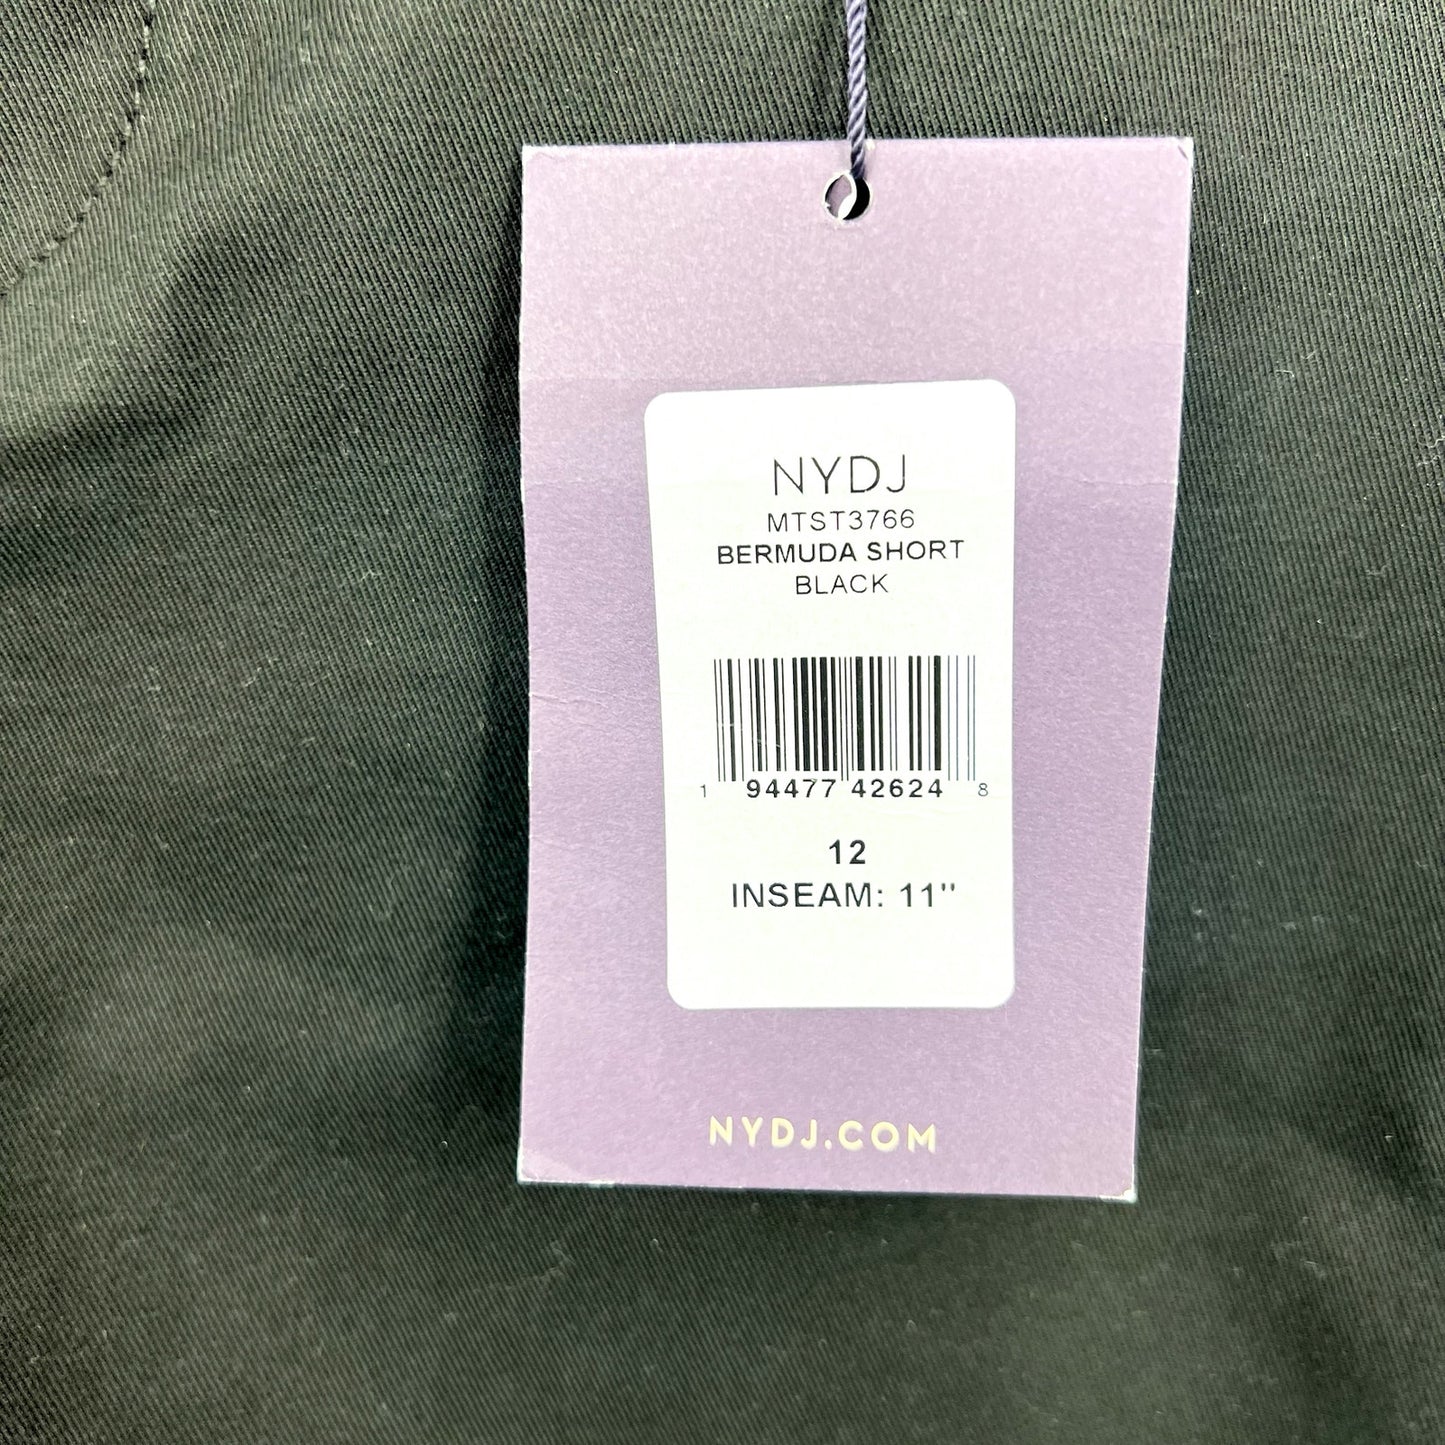 NYDJ
MTST3766
BERMUDA SHORT
BLACK
1 94477 42624 8
12
INSEAM: 11"
NYDJ.COM